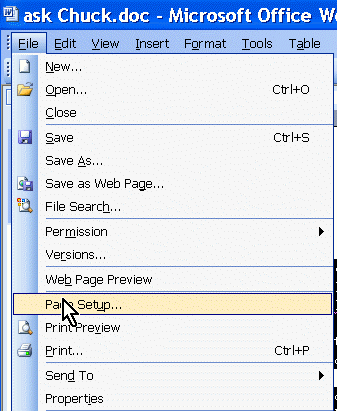 ask Chuck.doc - Microsoft Office
File Edit View Insert Format Tools Table
New...
Open... Ctrl+O
Close
Save Ctrl+S
Save As...
Save as Web Page...
File Search...
Permission
Versions...
Web Page Preview
Page Setup...
Print Preview
Print... Ctrl+P
Send To
Properties